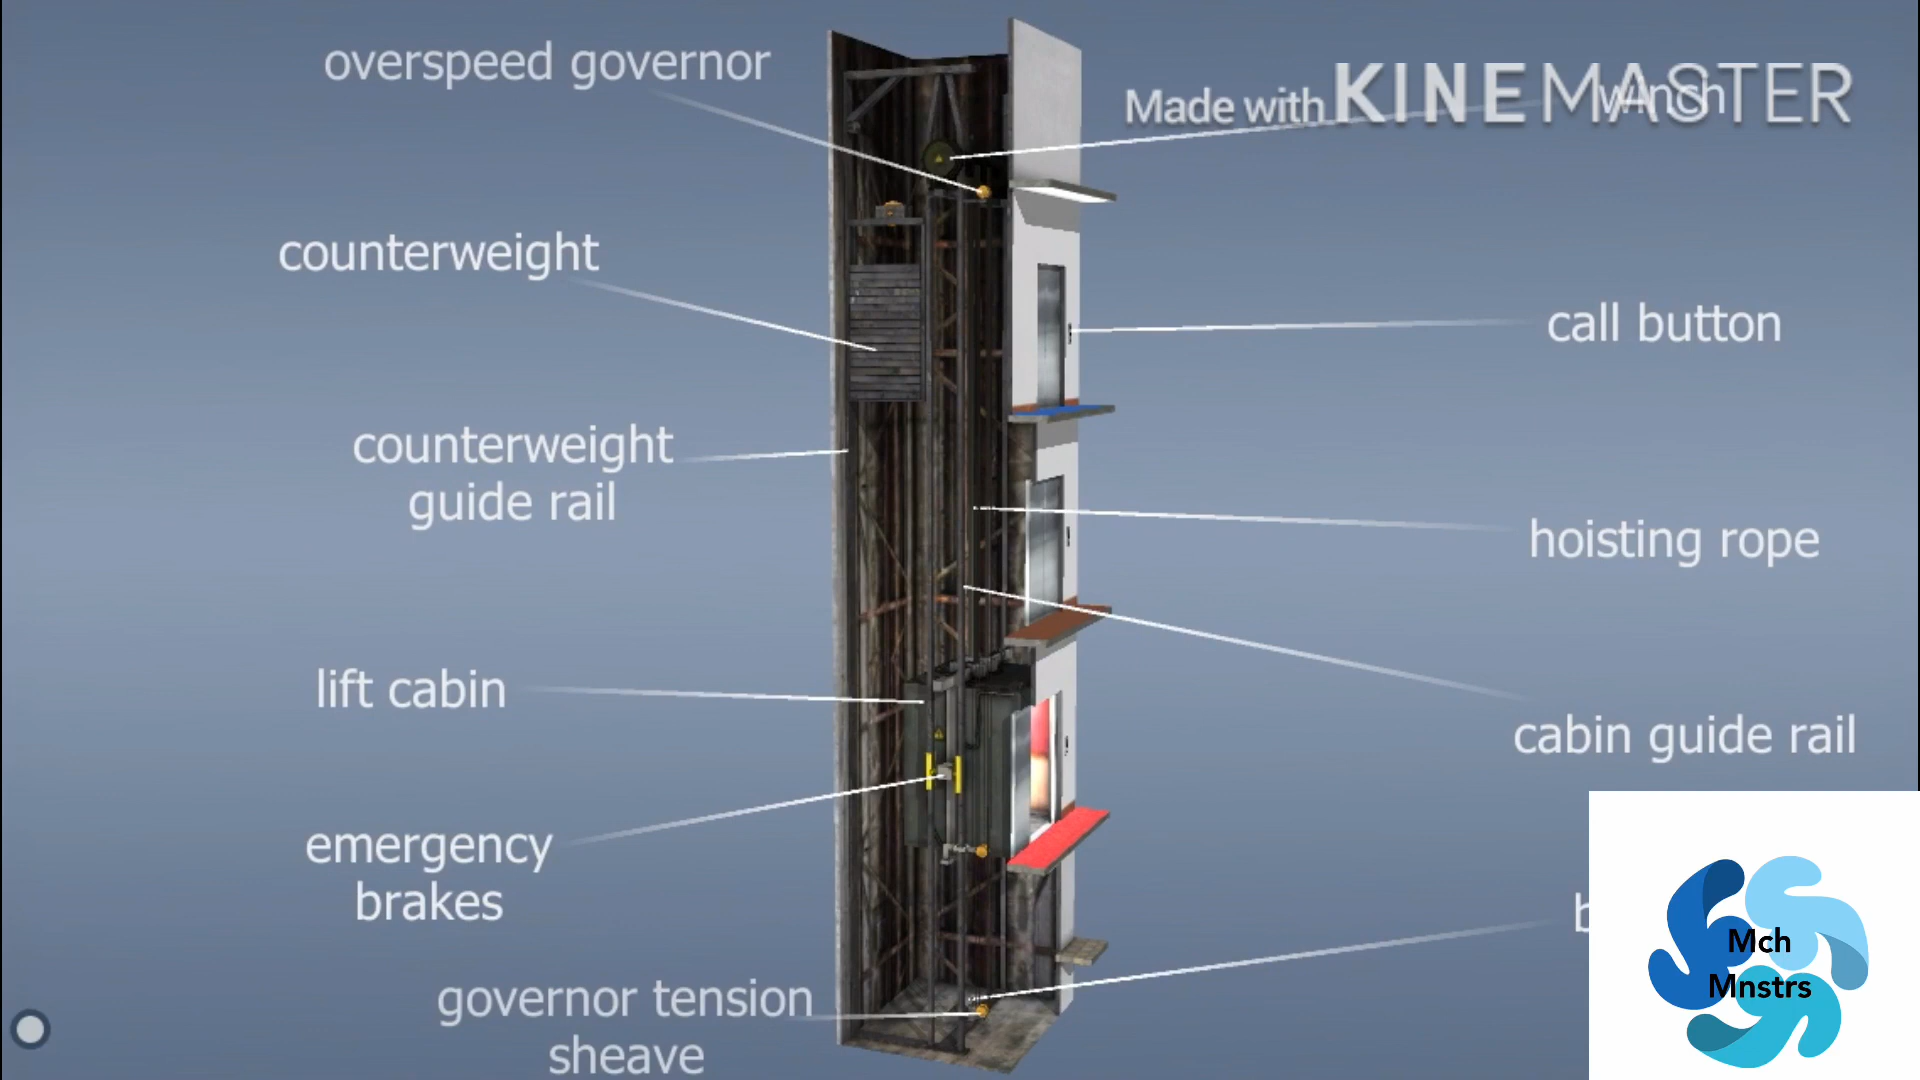 overspeed governor
Made with KINEMASTER
winch
counterweight
call button
counterweight
guide rail
hoisting rope
lift cabin
cabin guide rail
emergency
brakes
b
governor tension
sheave
Mch
Mnstrs